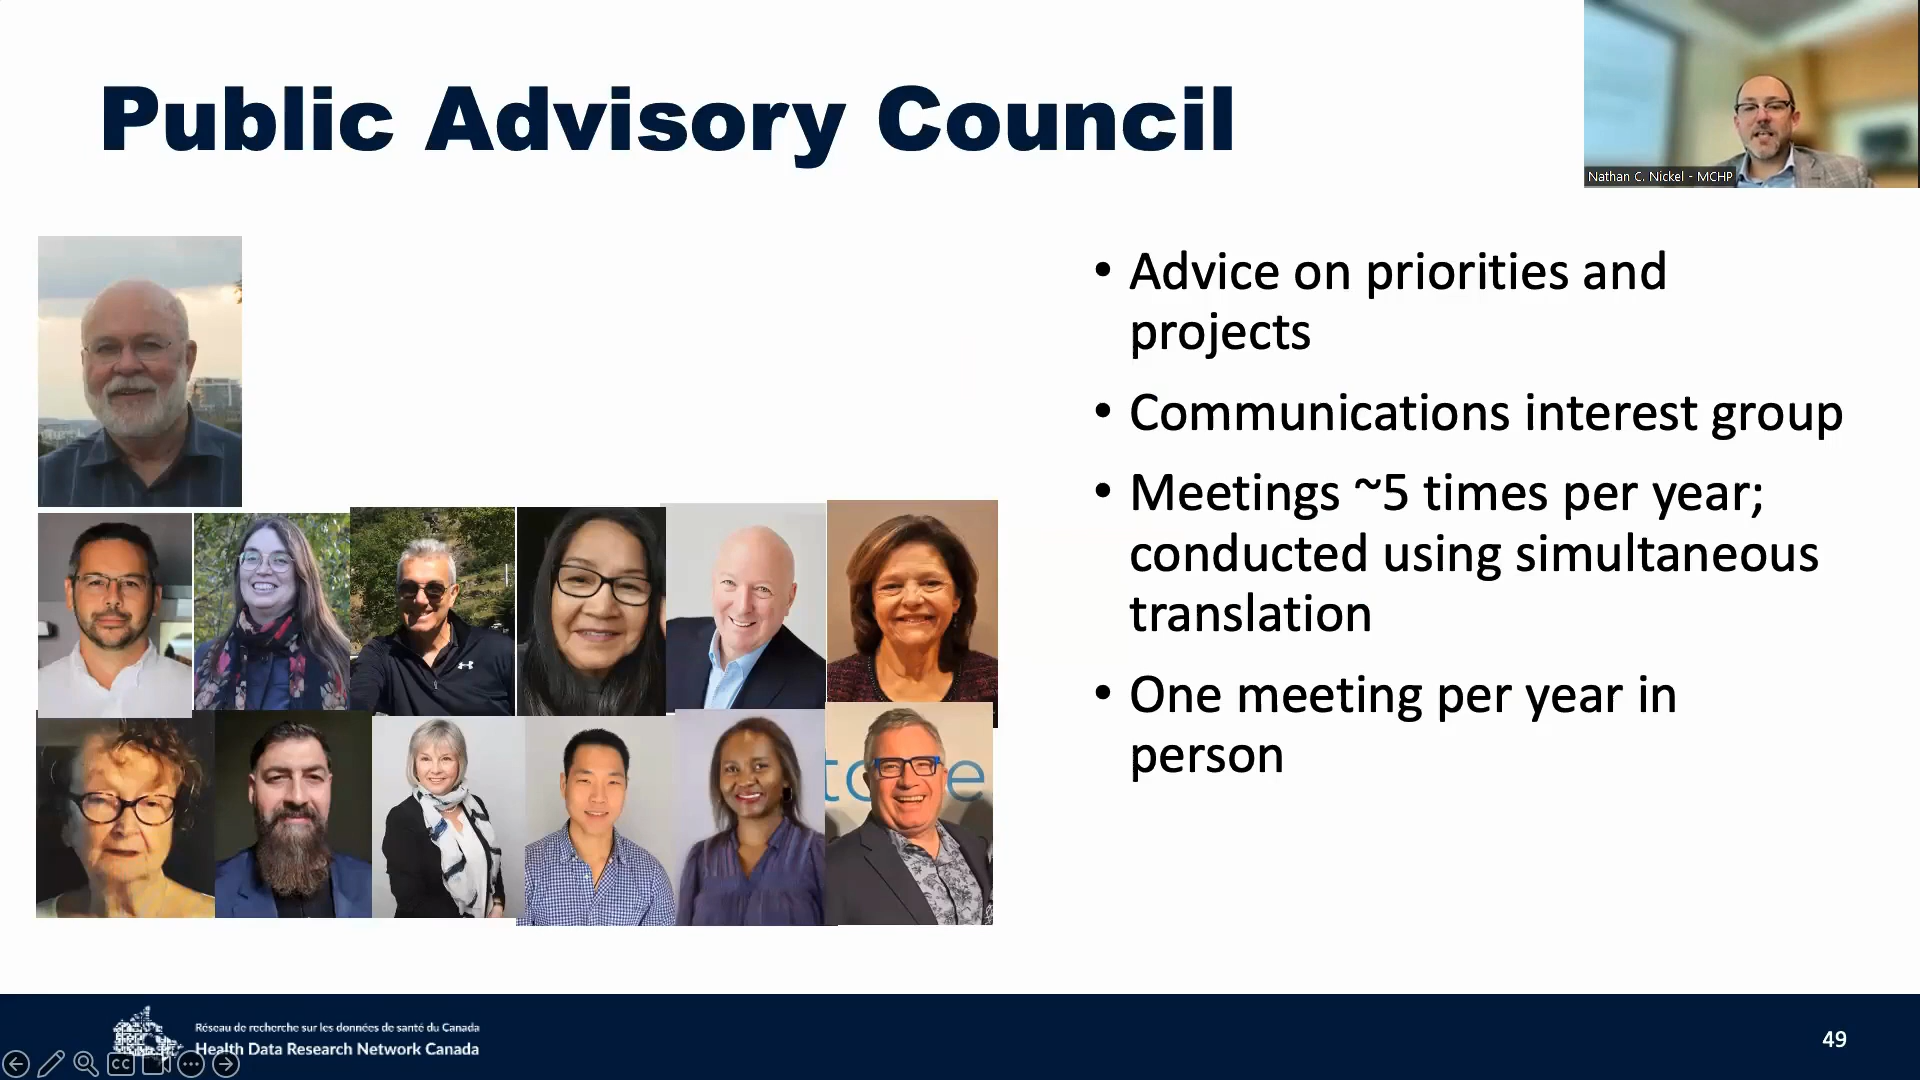 Public Advisory Council
Nathan C. Nickel - MCHP
• Advice on priorities and
projects
• Communications interest group
• Meetings ~5 times per year;
conducted using simultaneous
translation
• One meeting per year in
person
Réseau de recherche sur les données de santé du Canada
Health Data Research Network Canada
CC
49